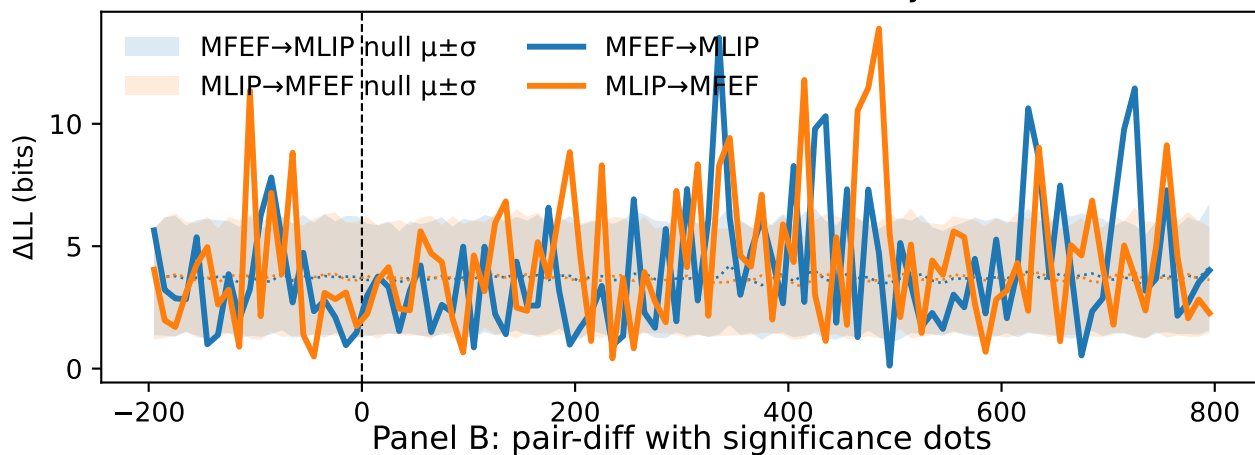 MFEF→MLIP null μ±σ
MLIP→MFEF null μ±σ
MFEF→MLIP
MLIP→MFEF
ΔLL (bits)
10
5
0
−200 0 200 400 600 800
Panel B: pair-diff with significance dots